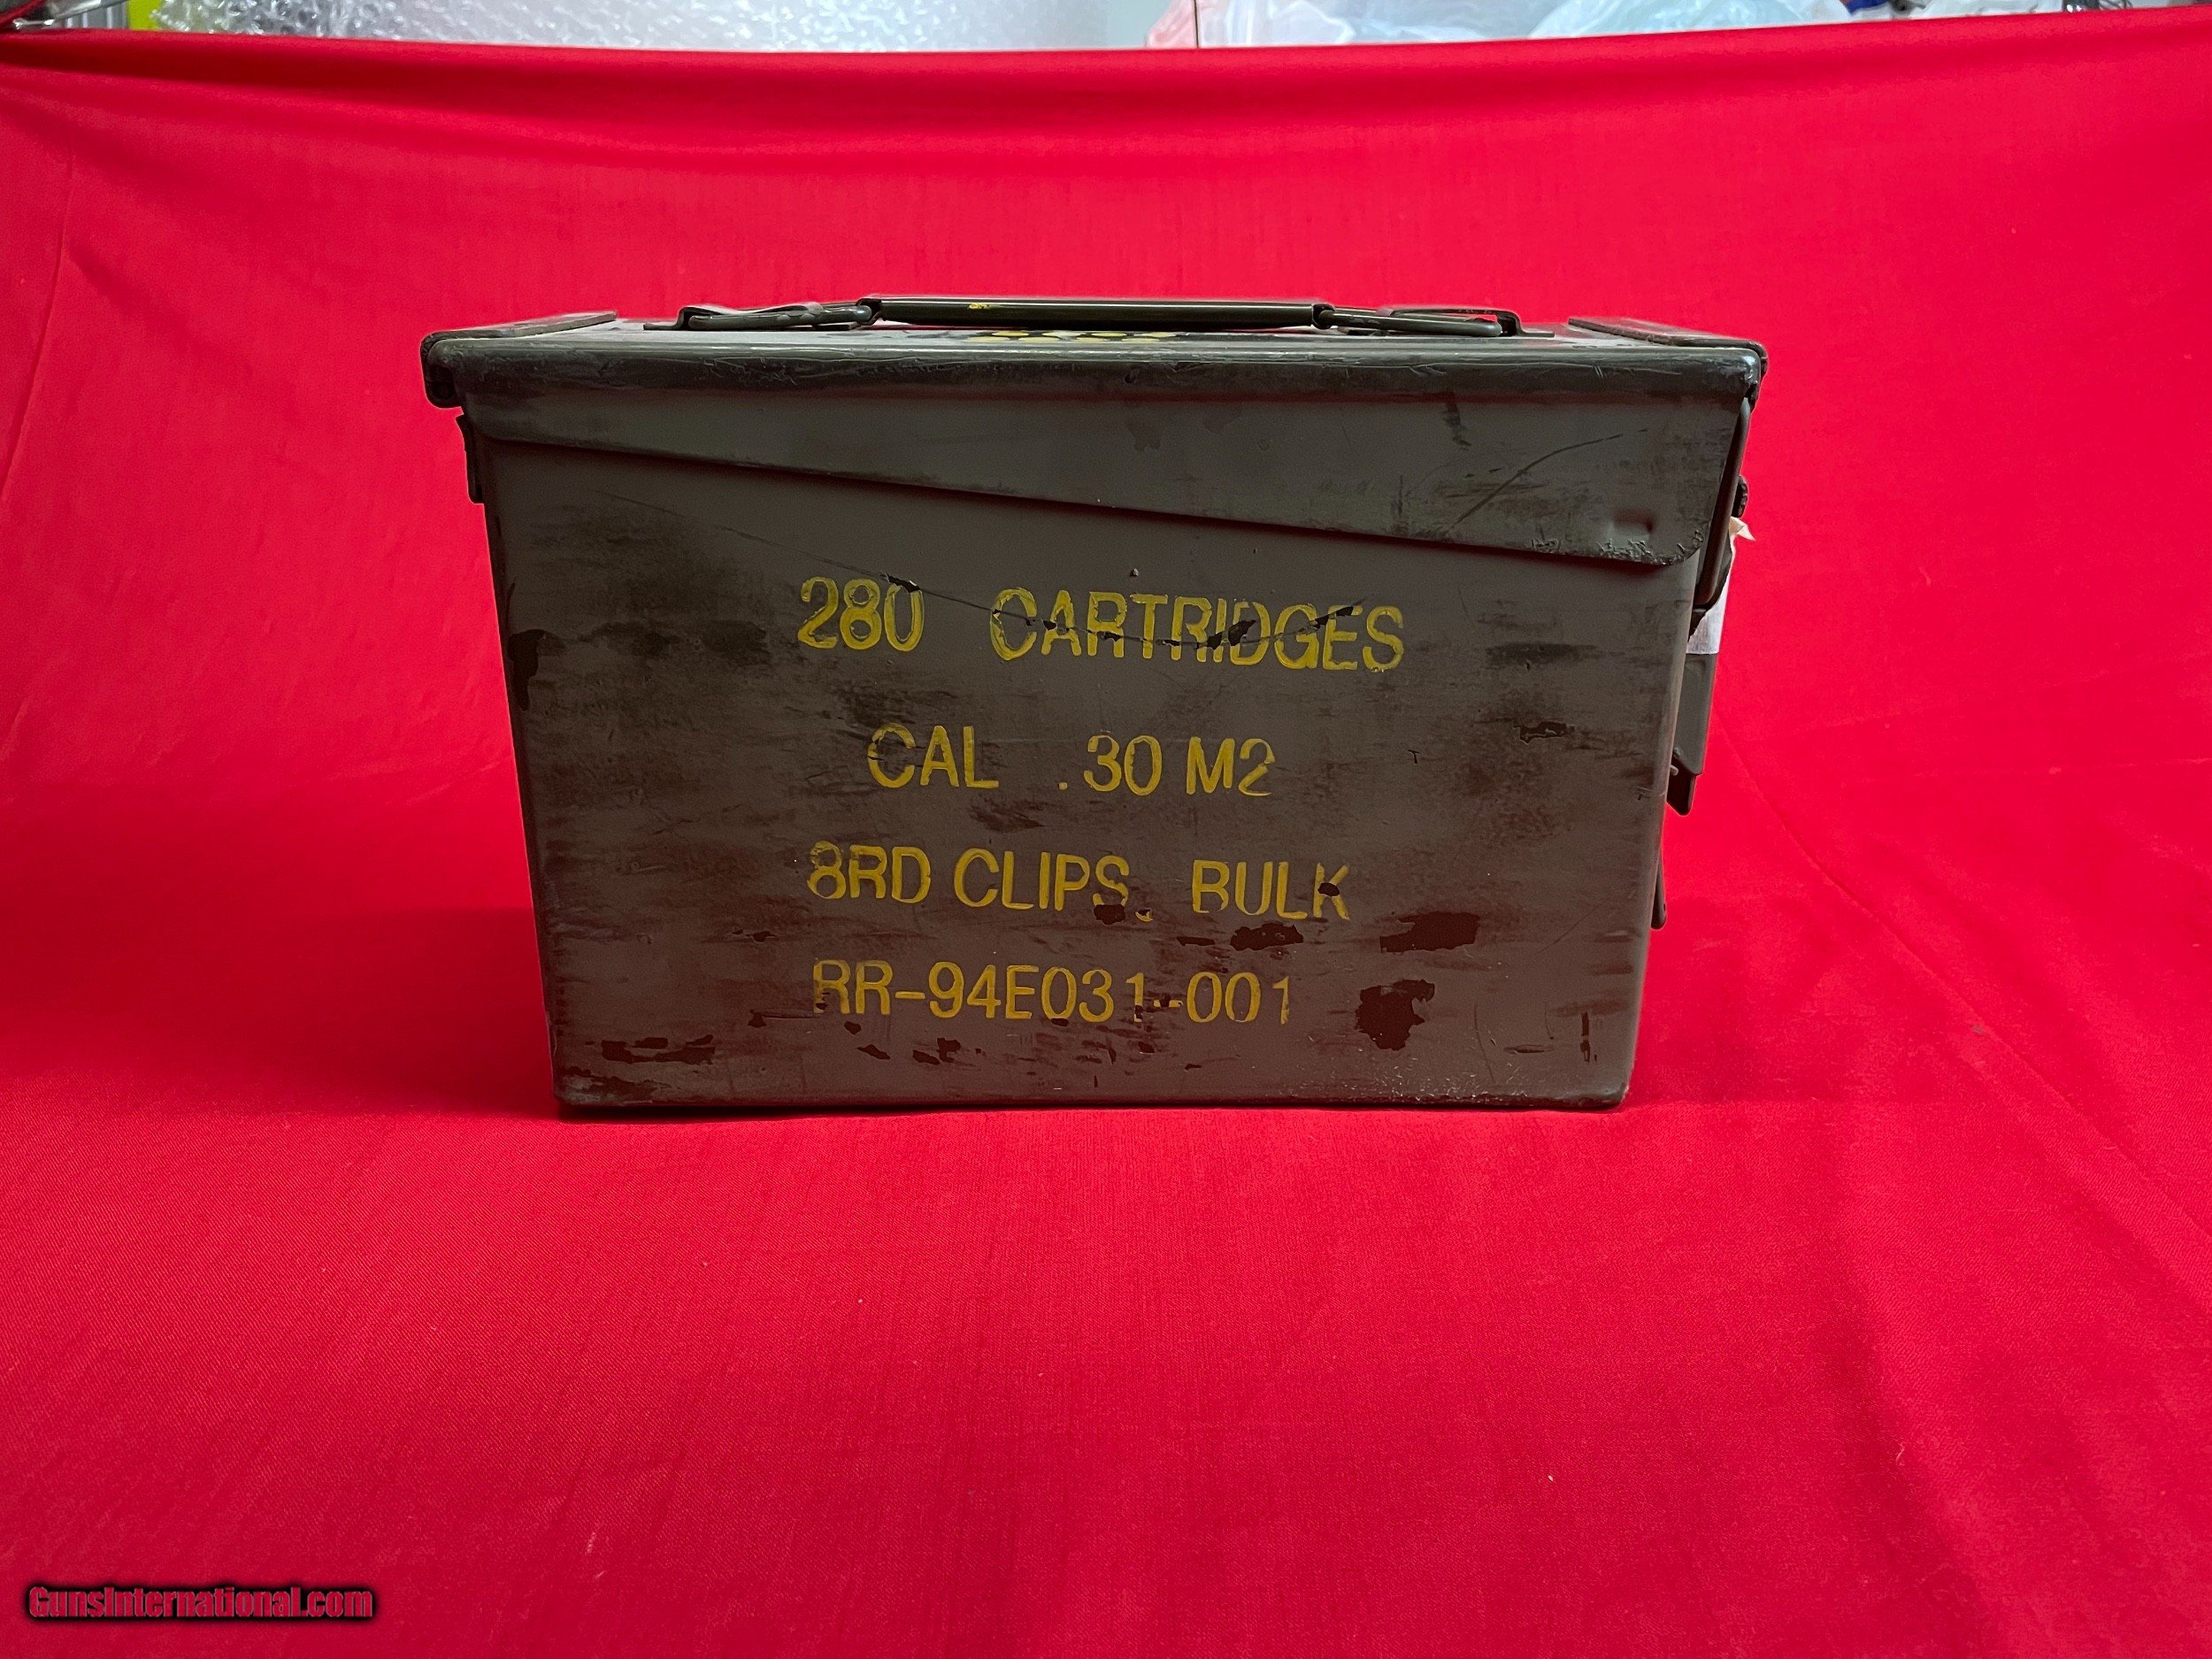 280 CARTRIDGES
CAL .30 M2
8RD CLIPS. BULK
RR-94E031-001
GunsInternational.com